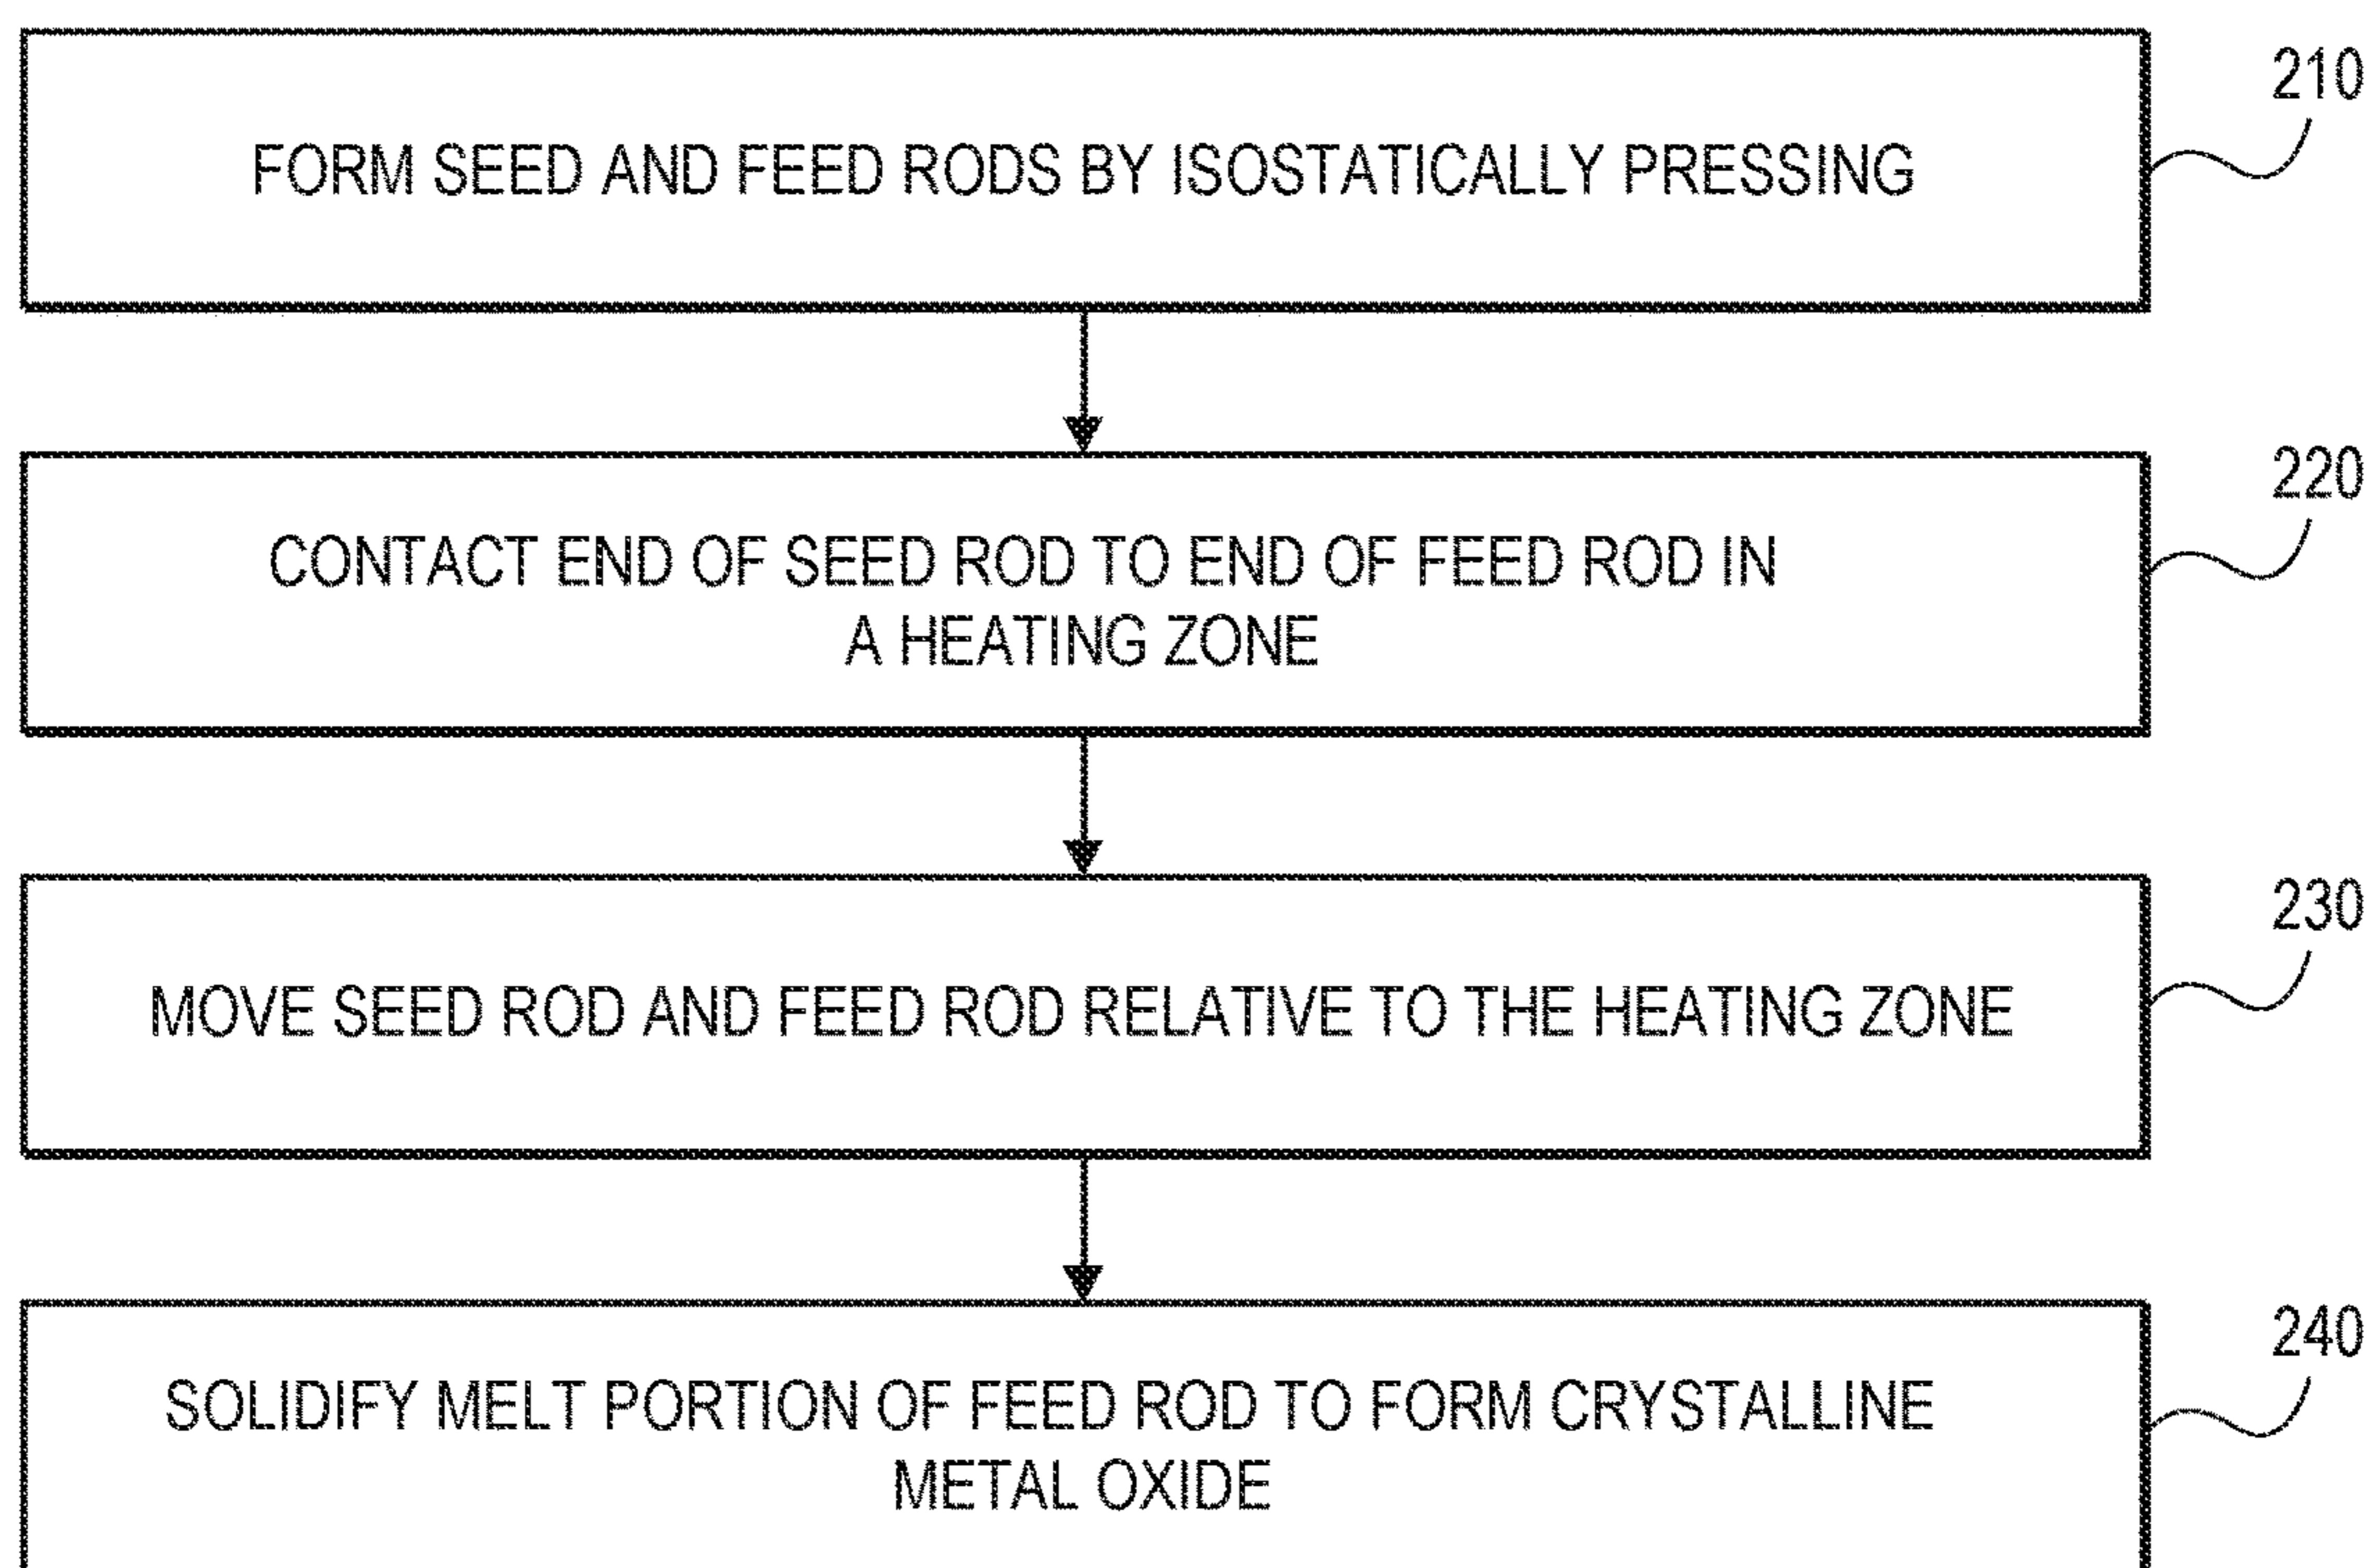 210
FORM SEED AND FEED RODS BY ISOSTATICALLY PRESSING
220
CONTACT END OF SEED ROD TO END OF FEED ROD IN
A HEATING ZONE
230
MOVE SEED ROD AND FEED ROD RELATIVE TO THE HEATING ZONE
240
SOLIDIFY MELT PORTION OF FEED ROD TO FORM CRYSTALLINE
METAL OXIDE